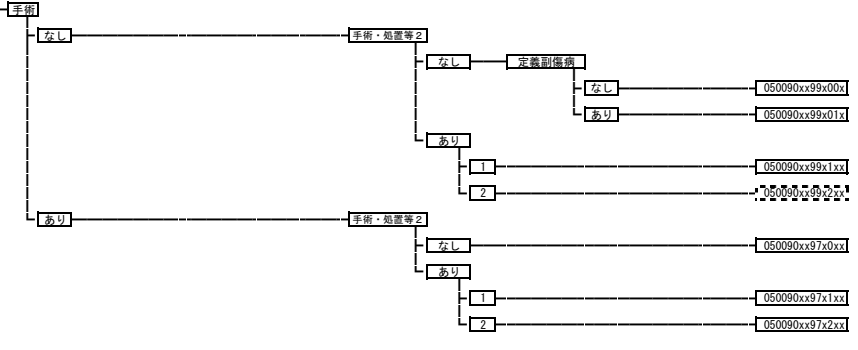 手術
なし 手術・処置等２
なし 定義副傷病
なし 050090xx99x00x
あり 050090xx99x01x
あり
1 050090xx99x1xx
2 050090xx99x2xx
あり 手術・処置等２
なし 050090xx97x0xx
あり
1 050090xx97x1xx
2 050090xx97x2xx